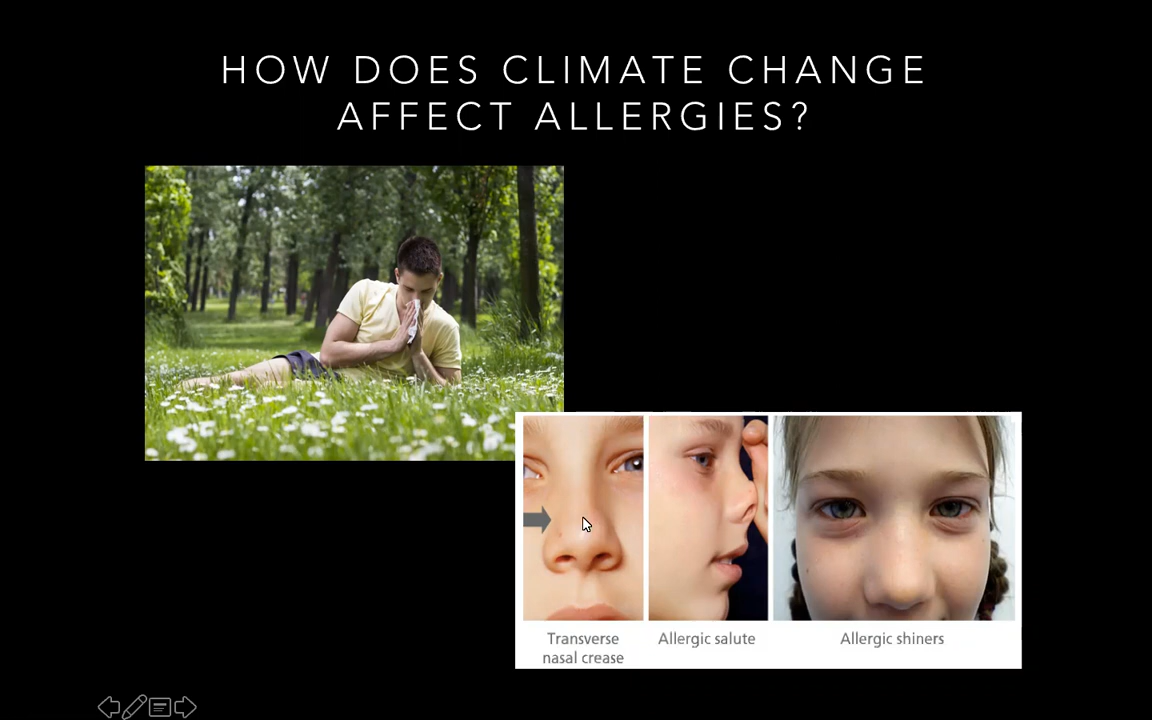 HOW DOES CLIMATE CHANGE
AFFECT ALLERGIES?
Transverse
nasal crease
Allergic salute
Allergic shiners